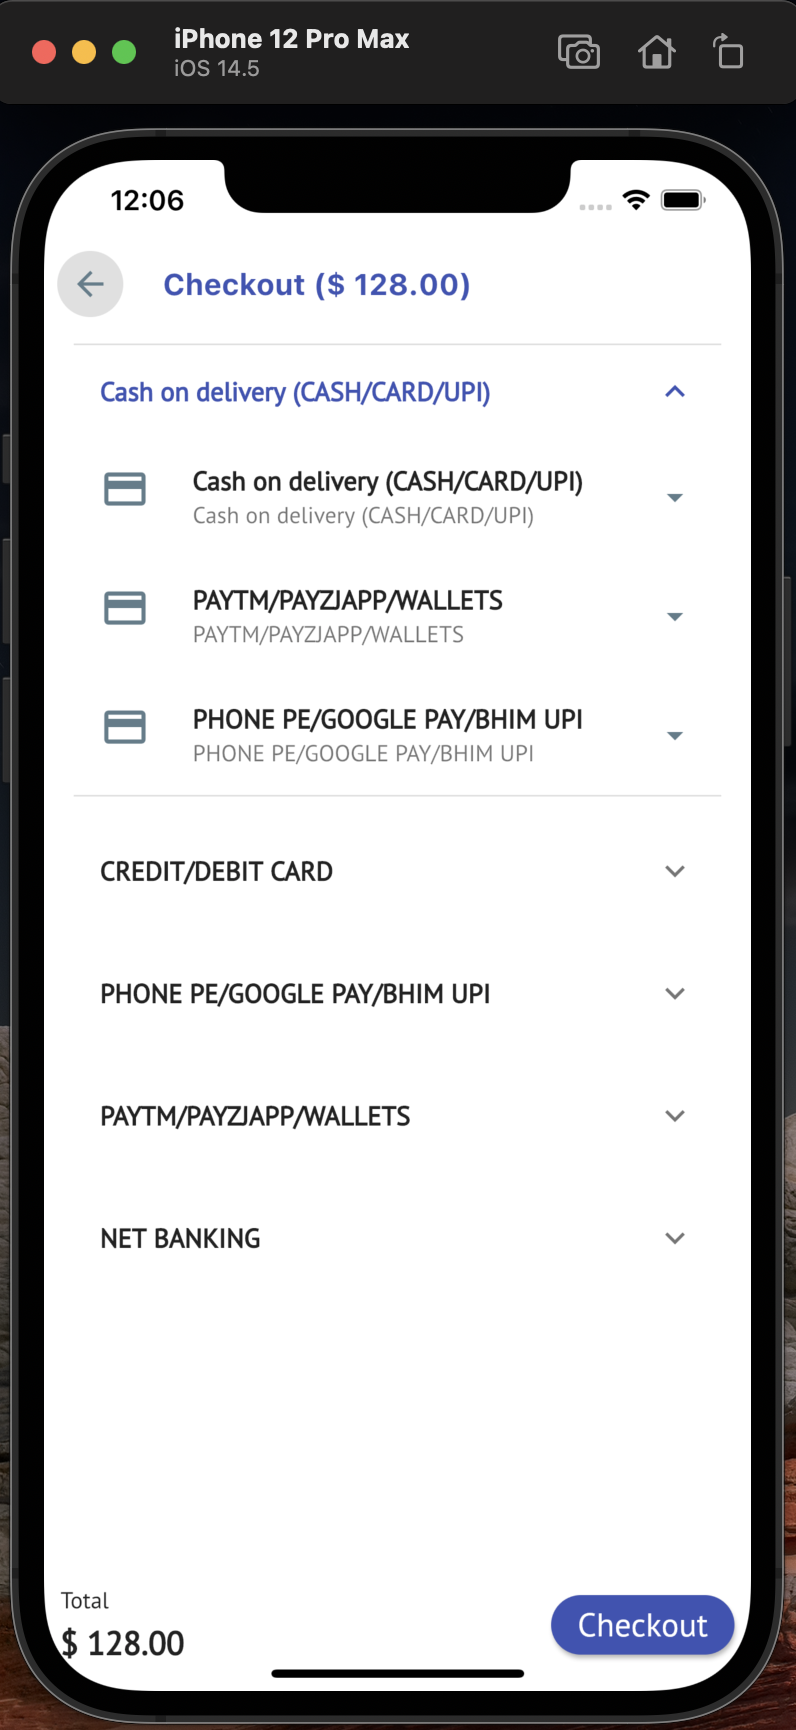 iPhone 12 Pro Max
iOS 14.5
12:06
Checkout ($ 128.00)
Cash on delivery (CASH/CARD/UPI)
Cash on delivery (CASH/CARD/UPI)
Cash on delivery (CASH/CARD/UPI)
PAYTM/PAYZJAPP/WALLETS
PAYTM/PAYZJAPP/WALLETS
PHONE PE/GOOGLE PAY/BHIM UPI
PHONE PE/GOOGLE PAY/BHIM UPI
CREDIT/DEBIT CARD
PHONE PE/GOOGLE PAY/BHIM UPI
PAYTM/PAYZJAPP/WALLETS
NET BANKING
Total
$ 128.00
Checkout